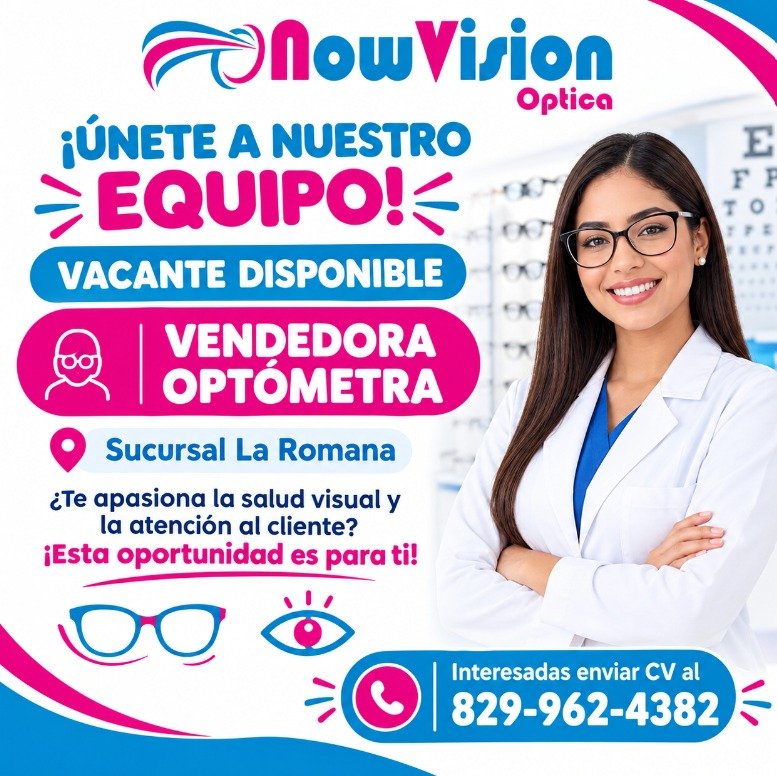 NowVision
Optica
¡ÚNETE A NUESTRO
EQUIPO!
VACANTE DISPONIBLE
VENDEDORA
OPTÓMETRA
Sucursal La Romana
¿Te apasiona la salud visual y
la atención al cliente?
¡Esta oportunidad es para ti!
Interesadas enviar CV al
829-962-4382
E
F P